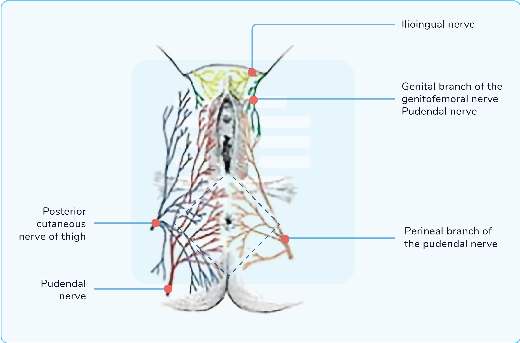 Ilioingual nerve
Genital branch of the
genitofemoral nerve
Pudendal nerve
Posterior
cutaneous
nerve of thigh
Perineal branch of
the pudendal nerve
Pudendal
nerve